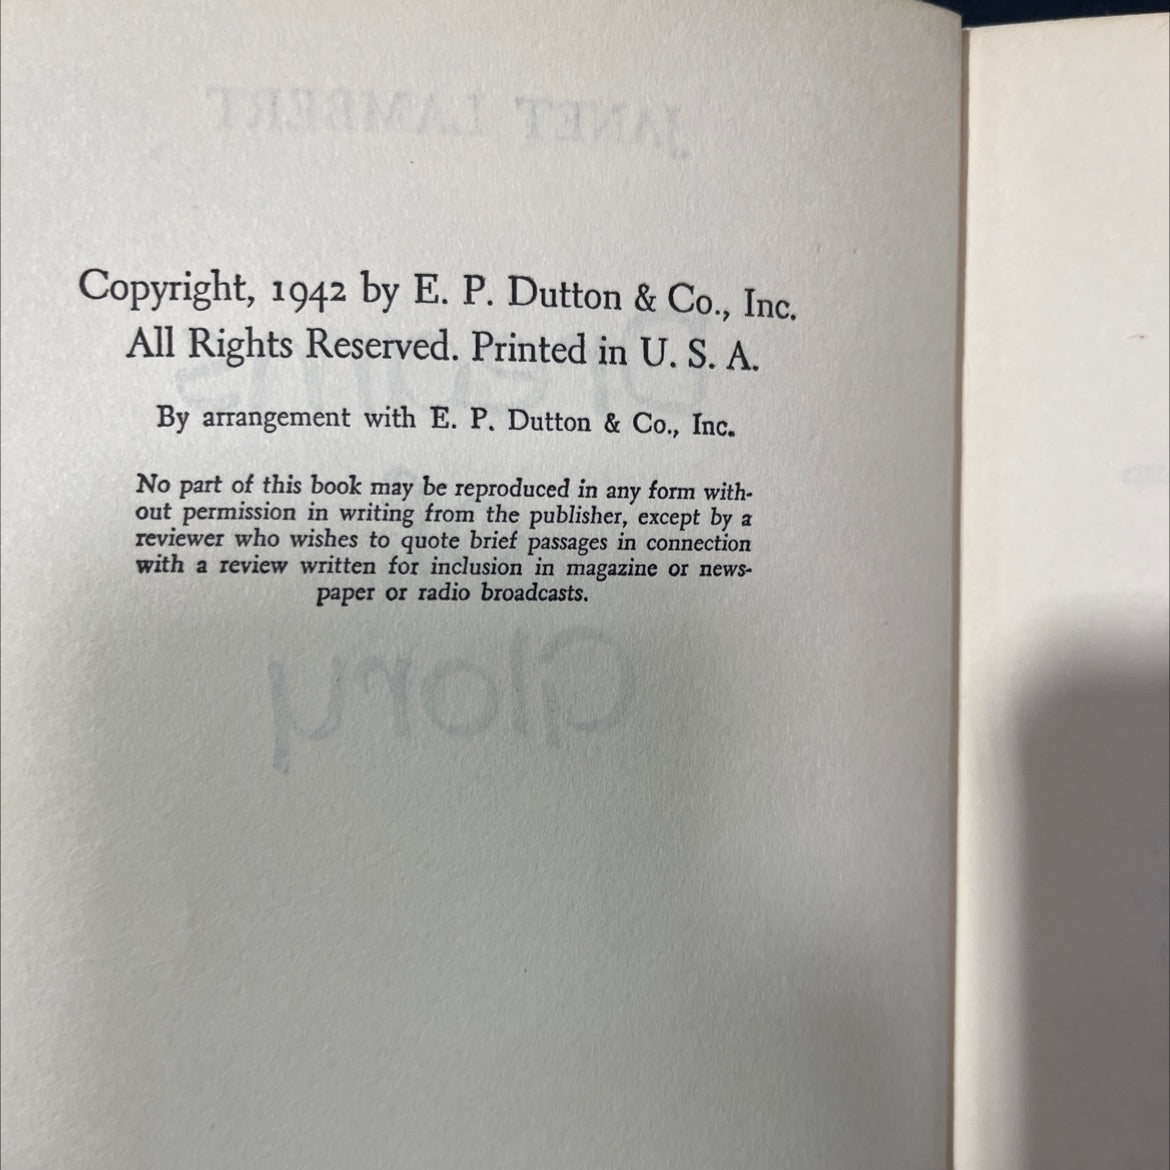 JANET LAMBERT
Copyright, 1942 by E. P. Dutton & Co., Inc.
All Rights Reserved. Printed in U. S. A.
By arrangement with E. P. Dutton & Co., Inc.
No part of this book may be reproduced in any form with-
out permission in writing from the publisher, except by a
reviewer who wishes to quote brief passages in connection
with a review written for inclusion in magazine or news-
paper or radio broadcasts.
Glory